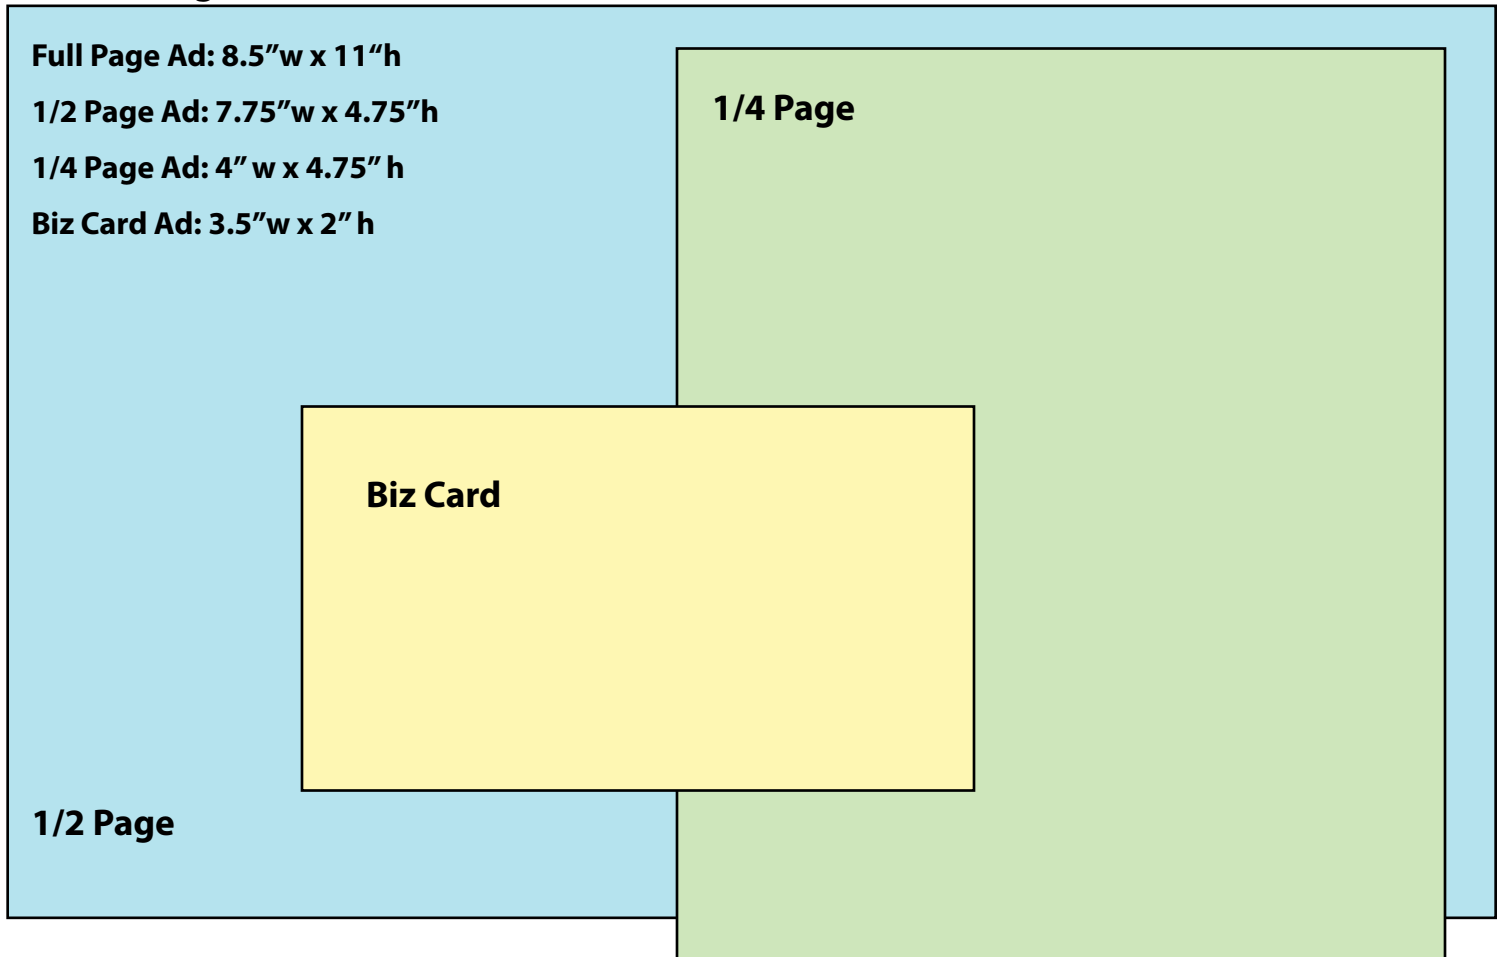 Full Page Ad: 8.5”w x 11“h
1/2 Page Ad: 7.75”w x 4.75”h
1/4 Page Ad: 4” w x 4.75” h
Biz Card Ad: 3.5”w x 2” h
1/4 Page
Biz Card
1/2 Page